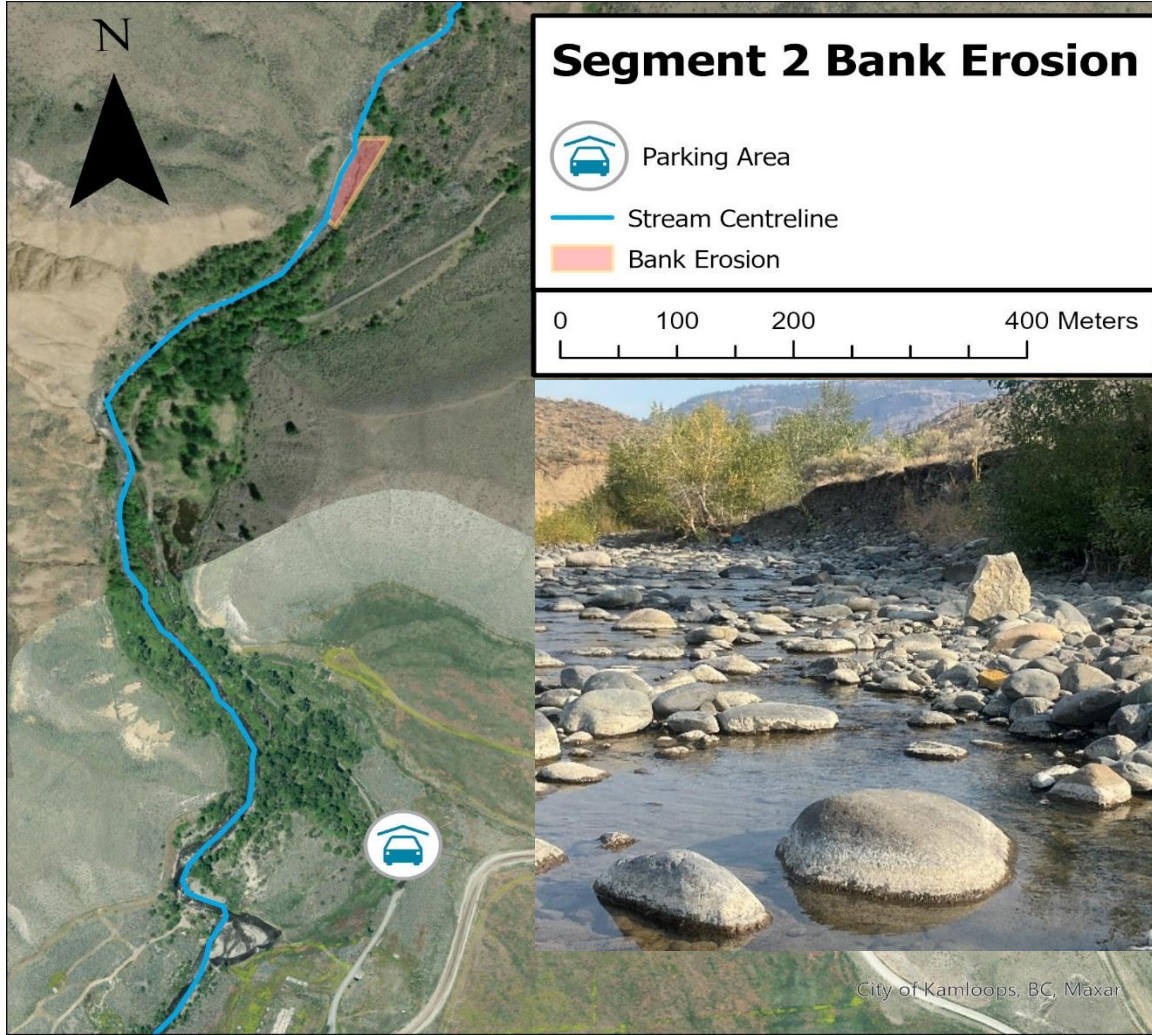 N
Segment 2 Bank Erosion
Parking Area
Stream Centreline
Bank Erosion
0 100 200 400 Meters
City of Kamloops, BC, Maxar